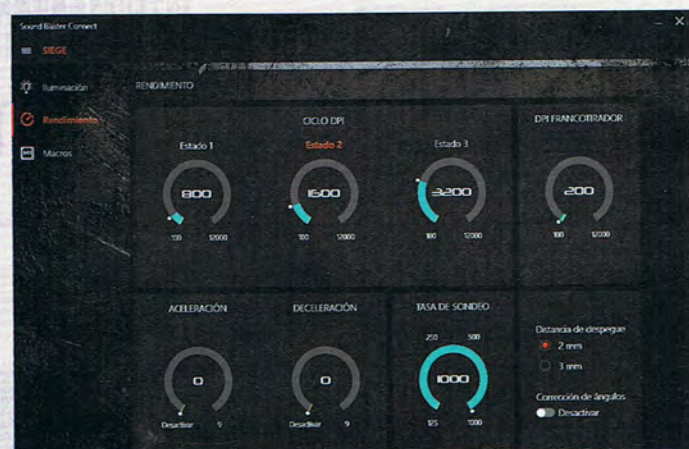 Sound Blaster Connect
SIEGE
Iluminación
Rendimiento
Macros
RENDIMIENTO
CICLO DPI
Estado 1
800
100 12000
Estado 2
1600
100 12000
Estado 3
3200
100 12000
DPI FRANCOTIRADOR
200
100 12000
ACELERACIÓN
0
Desactivar 9
DECELERACIÓN
0
Desactivar 9
TASA DE SONDEO
250 500
1000
125 1000
Distancia de despegue
2 mm
3 mm
Corrección de ángulos
Desactivar